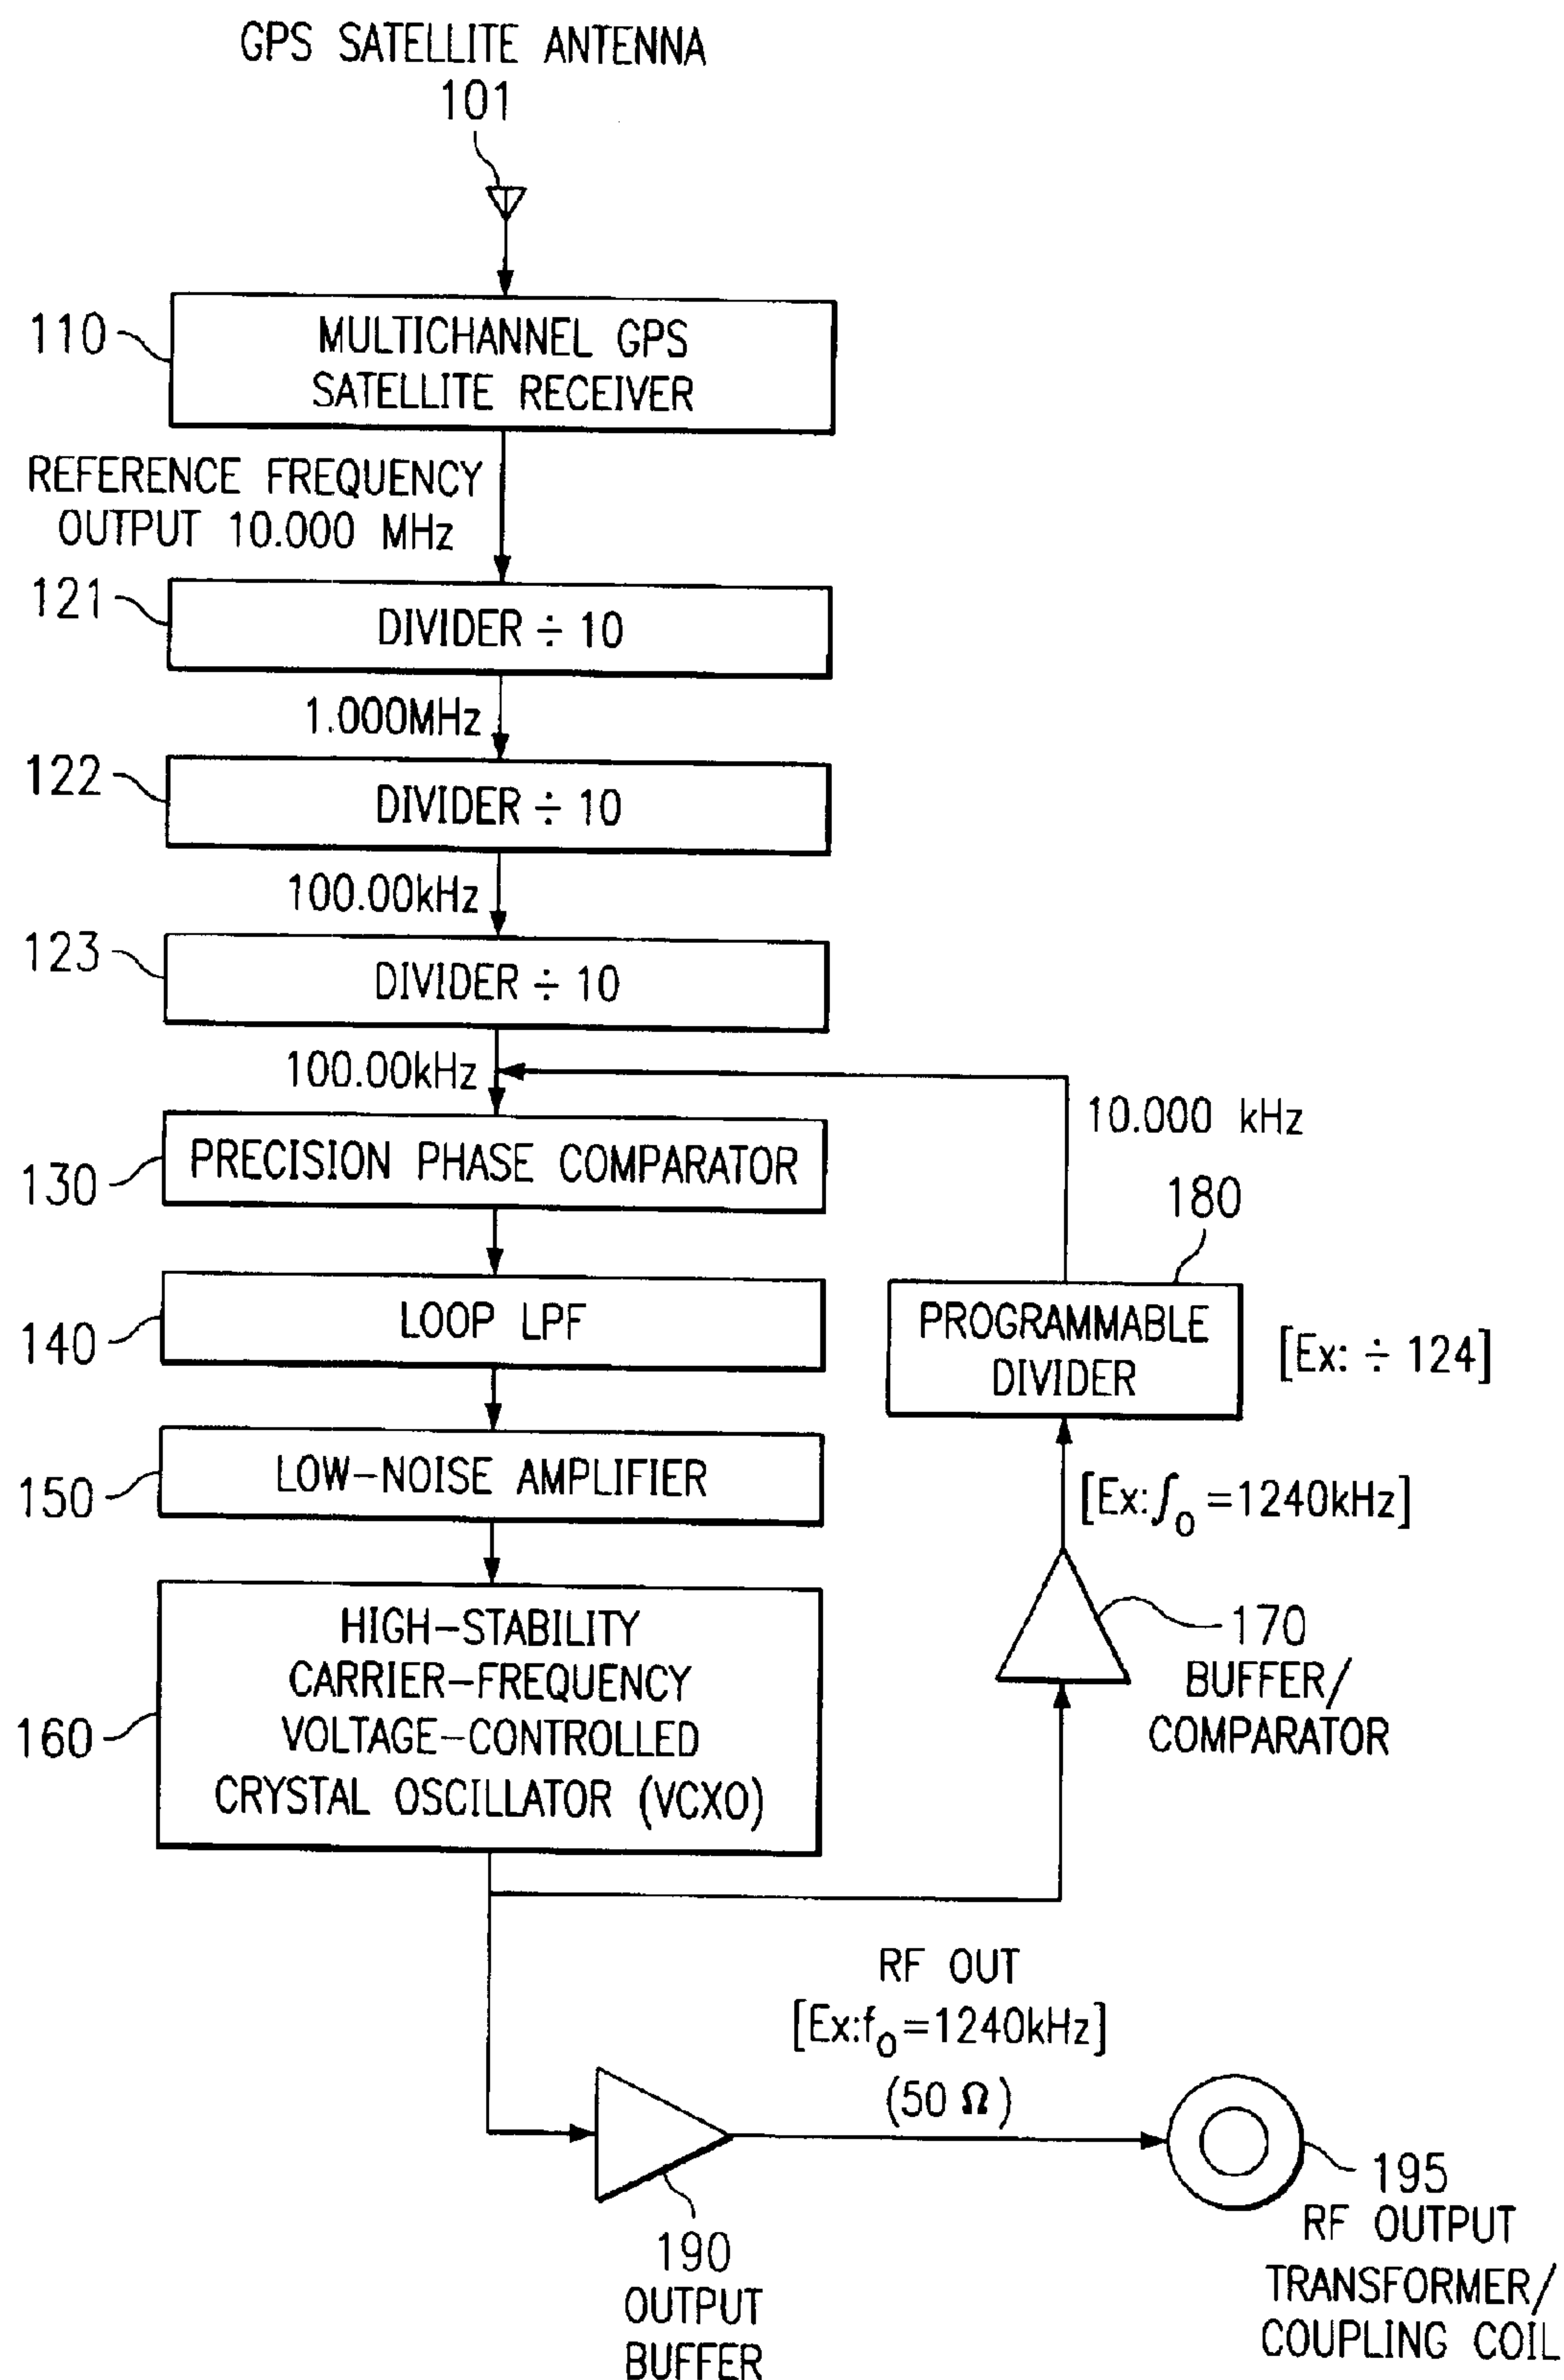 GPS SATELLITE ANTENNA
101
110
MULTICHANNEL GPS
SATELLITE RECEIVER
REFERENCE FREQUENCY
OUTPUT 10.000 MHz
121
DIVIDER ÷ 10
1.000MHz
122
DIVIDER ÷ 10
100.00kHz
123
DIVIDER ÷ 10
100.00kHz
10.000 kHz
130
PRECISION PHASE COMPARATOR
180
140
LOOP LPF
PROGRAMMABLE
DIVIDER
[Ex: ÷ 124]
150
LOW-NOISE AMPLIFIER
[Ex:∫o =1240kHz]
160
HIGH-STABILITY
CARRIER-FREQUENCY
VOLTAGE-CONTROLLED
CRYSTAL OSCILLATOR (VCXO)
170
BUFFER/
COMPARATOR
RF OUT
[Ex:fo=1240kHz]
(50 Ω)
190
OUTPUT
BUFFER
195
RF OUTPUT
TRANSFORMER/
COUPLING COIL